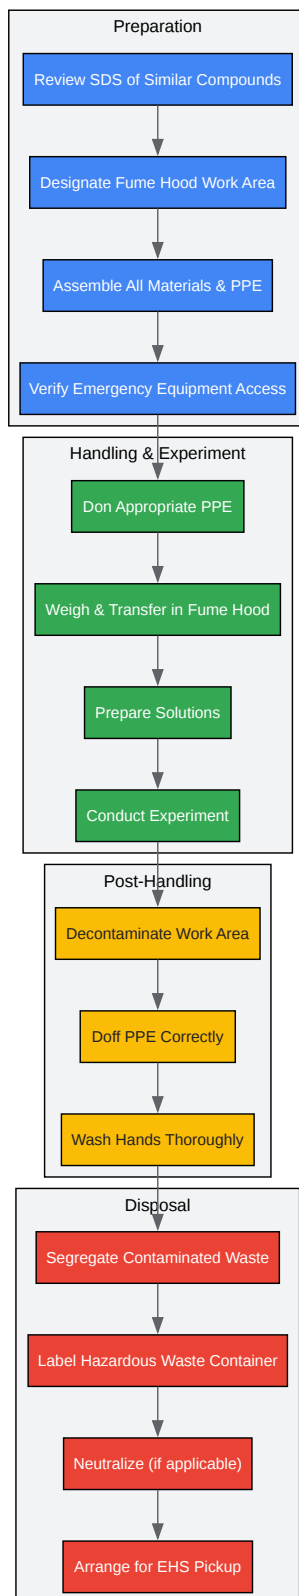 Preparation
Review SDS of Similar Compounds
Designate Fume Hood Work Area
Assemble All Materials & PPE
Verify Emergency Equipment Access
Handling & Experiment
Don Appropriate PPE
Weigh & Transfer in Fume Hood
Prepare Solutions
Conduct Experiment
Post-Handling
Decontaminate Work Area
Doff PPE Correctly
Wash Hands Thoroughly
Disposal
Segregate Contaminated Waste
Label Hazardous Waste Container
Neutralize (if applicable)
Arrange for EHS Pickup